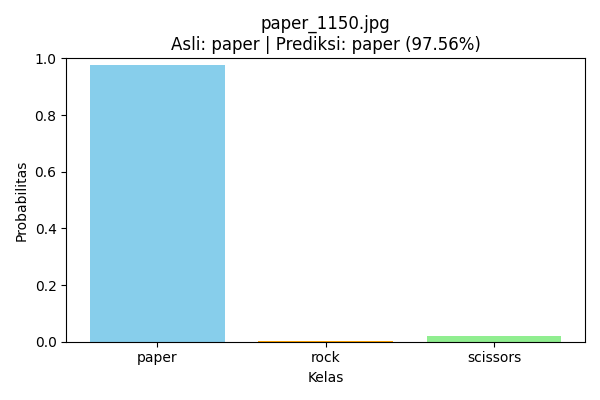 paper_1150.jpg
Asli: paper | Prediksi: paper (97.56%)
1.0
0.8
0.6
0.4
0.2
0.0
Probabilitas
paper rock scissors
Kelas